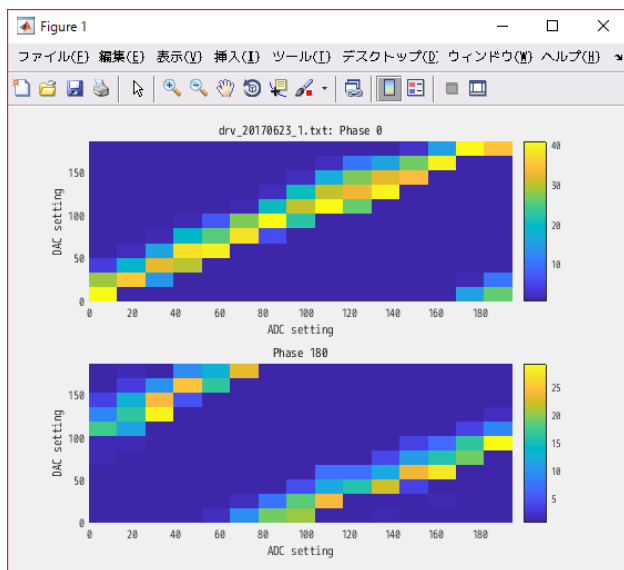 Figure 1
ファイル(F) 編集(E) 表示(V) 挿入(I) ツール(T) デスクトップ(D) ウィンドウ(W) ヘルプ(H)
drv_20170623_1.txt: Phase 0
150
100
50
0
DAC setting
0 20 40 60 80 100 120 140 160 180
ADC setting
40
30
20
10
Phase 180
150
100
50
0
DAC setting
0 20 40 60 80 100 120 140 160 180
ADC setting
25
20
15
10
5